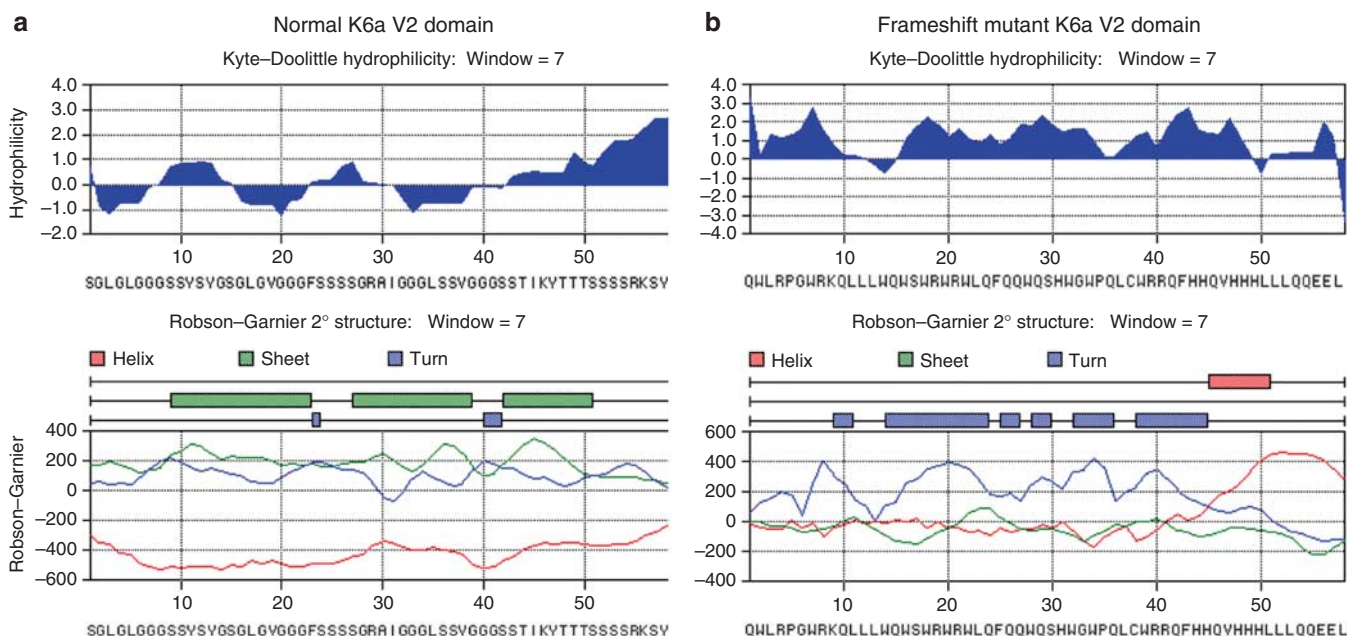 a
Normal K6a V2 domain
Kyte–Doolittle hydrophilicity: Window = 7
Hydrophilicity
4.0
3.0
2.0
1.0
0.0
–1.0
–2.0
10 20 30 40 50
SGLGLGGGSSYSYGSGLGVGGGFSSSSGRAIGGGLSSVGGGSSTIKYTTTSSSSRKSY
Robson–Garnier 2° structure: Window = 7
Helix Sheet Turn
Robson–Garnier
400
200
0
–200
–400
–600
10 20 30 40 50
SGLGLGGGSSYSYGSGLGVGGGFSSSSGRAIGGGLSSVGGGSSTIKYTTTSSSSRKSY
b
Frameshift mutant K6a V2 domain
Kyte–Doolittle hydrophilicity: Window = 7
4.0
3.0
2.0
1.0
0.0
–1.0
–2.0
–3.0
–4.0
10 20 30 40 50
QWLRPGWRKQLLLWQWSWRWRWLQFQQWQSHWGWPQLCWRRQFHHQVHHHLLLQQEEL
Robson–Garnier 2° structure: Window = 7
Helix Sheet Turn
600
400
200
0
–200
–400
10 20 30 40 50
QWLRPGWRKQLLLWQWSWRWRWLQFQQWQSHWGWPQLCWRRQFHHQVHHHLLLQQEEL